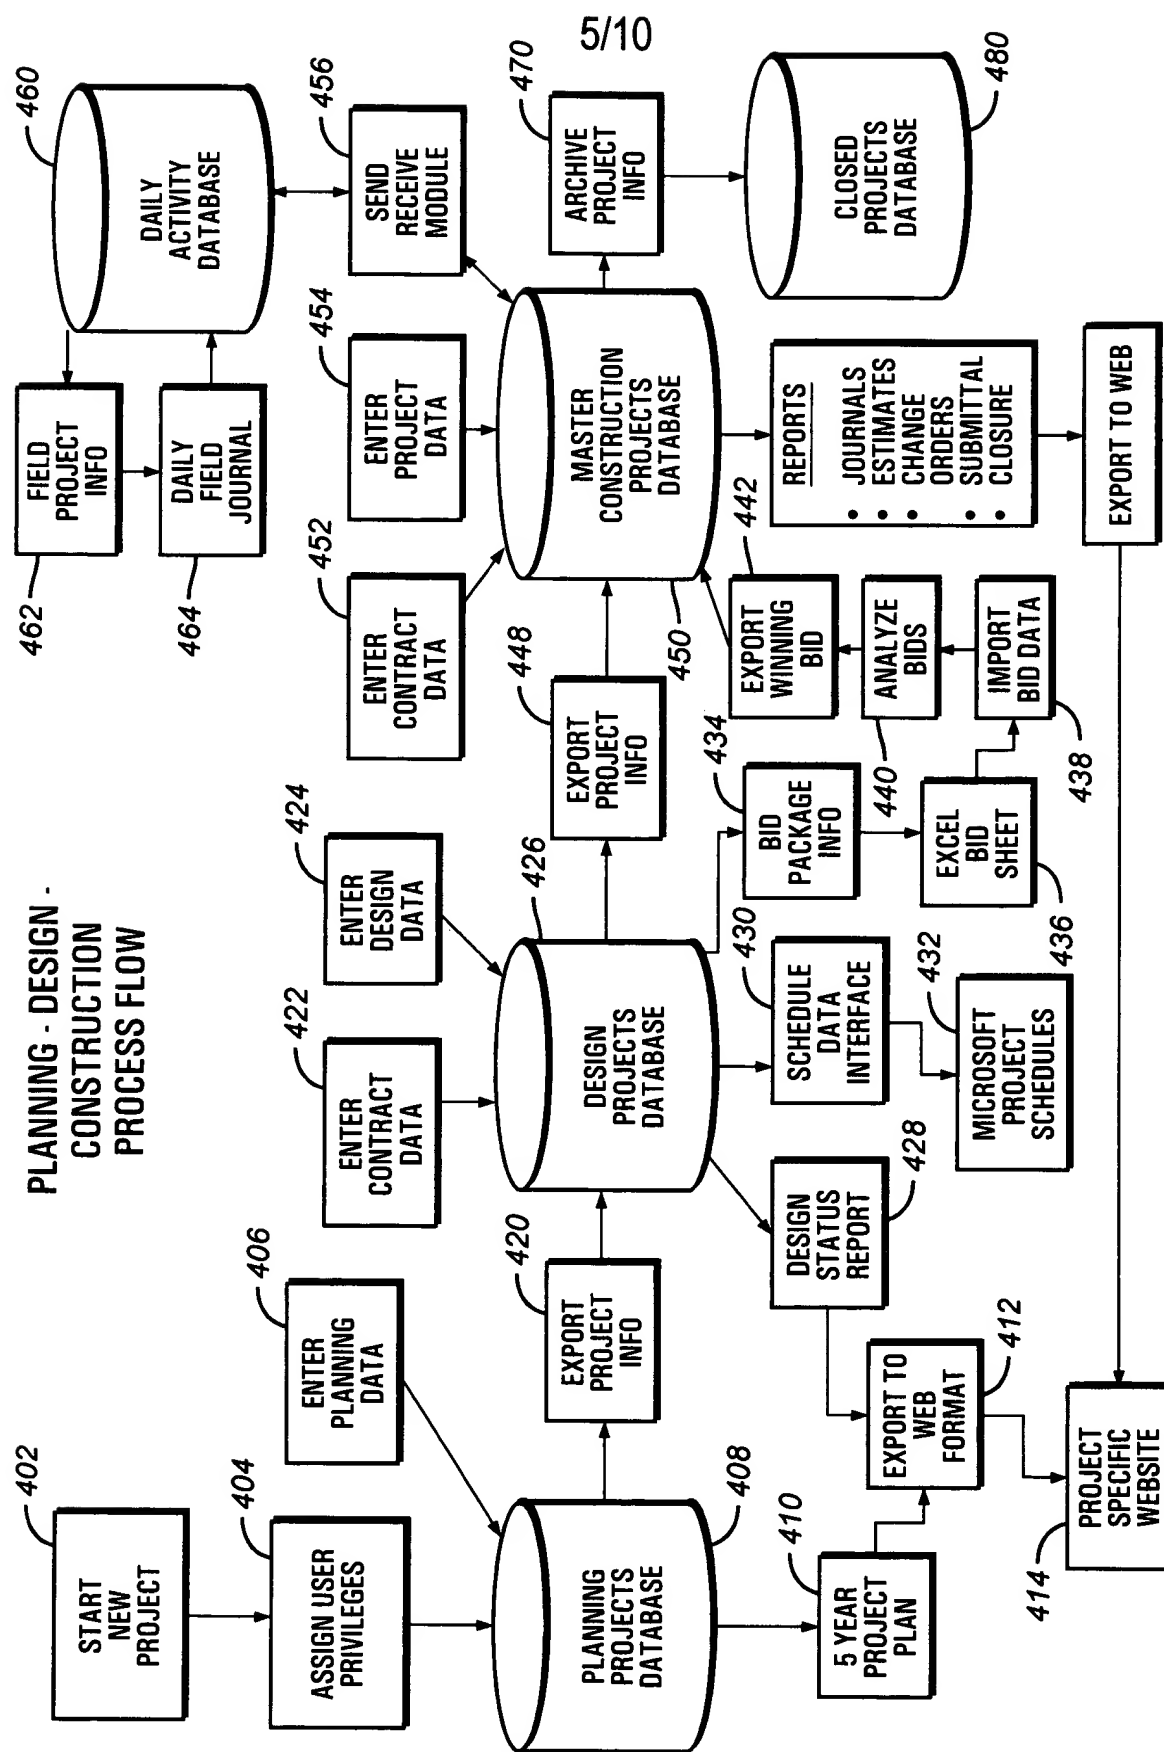 5/10
PLANNING - DESIGN -
CONSTRUCTION
PROCESS FLOW
402
START
NEW
PROJECT
404
ASSIGN USER
PRIVILEGES
406
ENTER
PLANNING
DATA
PLANNING
PROJECTS
DATABASE
408
410
5 YEAR
PROJECT
PLAN
EXPORT TO
WEB
FORMAT
412
PROJECT
SPECIFIC
WEBSITE
414
420
EXPORT
PROJECT
INFO
422
ENTER
CONTRACT
DATA
424
ENTER
DESIGN
DATA
426
DESIGN
PROJECTS
DATABASE
DESIGN
STATUS
REPORT
428
430
SCHEDULE
DATA
INTERFACE
432
MICROSOFT
PROJECT
SCHEDULES
434
BID
PACKAGE
INFO
EXCEL
BID
SHEET
436
IMPORT
BID DATA
438
ANALYZE
BIDS
440
442
EXPORT
WINNING
BID
448
EXPORT
PROJECT
INFO
450
MASTER
CONSTRUCTION
PROJECTS
DATABASE
452
ENTER
CONTRACT
DATA
454
ENTER
PROJECT
DATA
456
SEND
RECEIVE
MODULE
460
DAILY
ACTIVITY
DATABASE
FIELD
PROJECT
INFO
462
DAILY
FIELD
JOURNAL
464
470
ARCHIVE
PROJECT
INFO
CLOSED
PROJECTS
DATABASE
480
REPORTS
• JOURNALS
• ESTIMATES
• CHANGE
ORDERS
• SUBMITTAL
• CLOSURE
EXPORT TO WEB